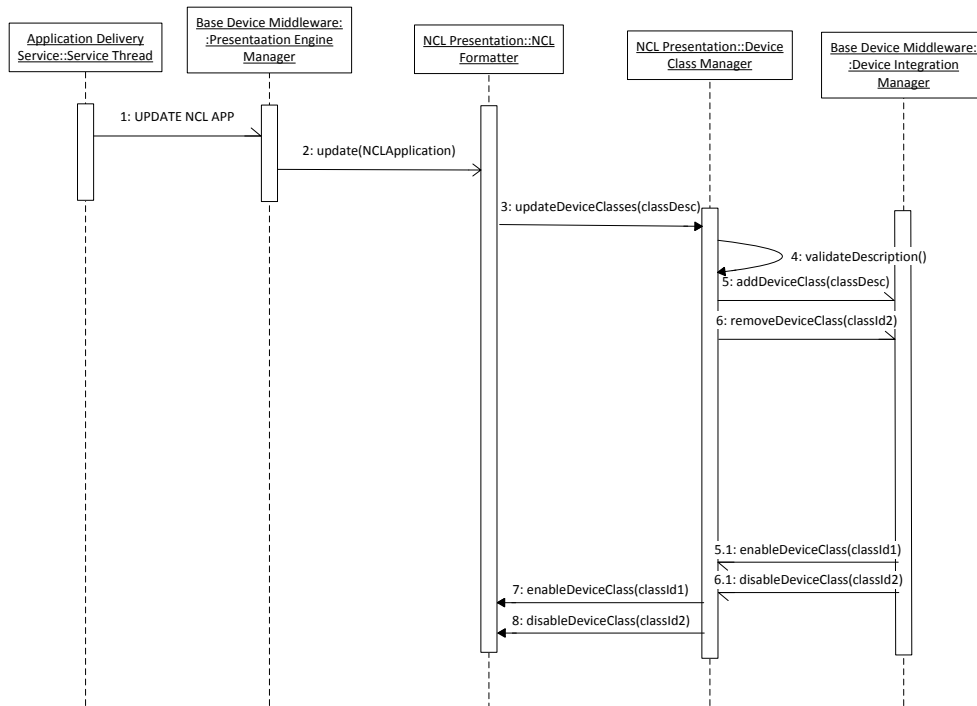 Application Delivery
Service::Service Thread
Base Device Middleware:
:Presentaation Engine
Manager
NCL Presentation::NCL
Formatter
NCL Presentation::Device
Class Manager
Base Device Middleware:
:Device Integration
Manager
1: UPDATE NCL APP
2: update(NCLApplication)
3: updateDeviceClasses(classDesc)
4: validateDescription()
5: addDeviceClass(classDesc)
6: removeDeviceClass(classId2)
5.1: enableDeviceClass(classId1)
6.1: disableDeviceClass(classId2)
7: enableDeviceClass(classId1)
8: disableDeviceClass(classId2)